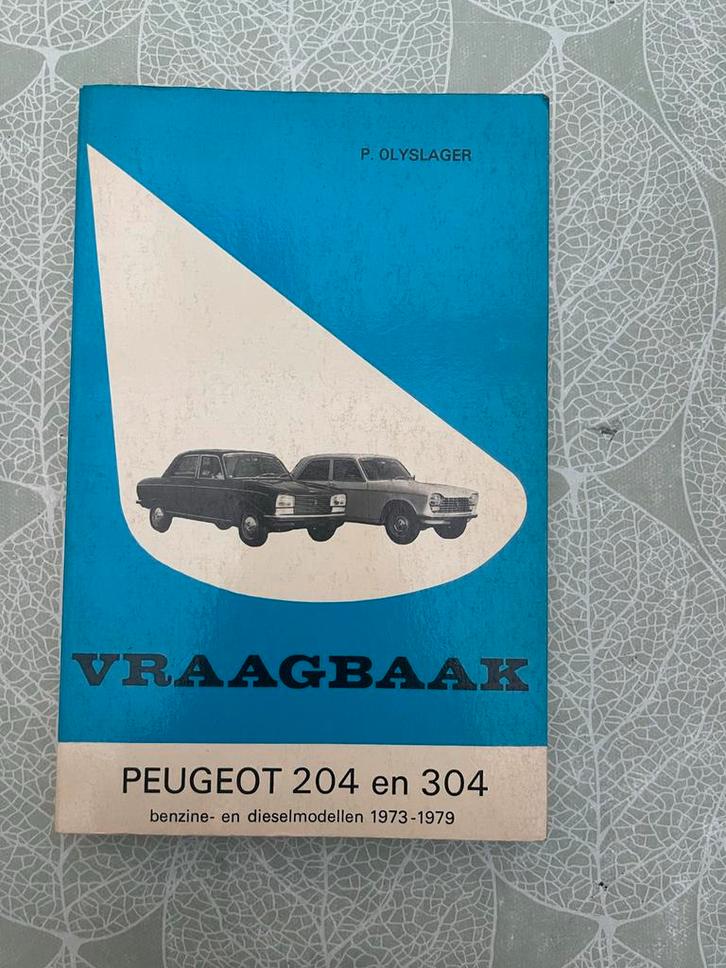 P. OLYSLAGER
VRAAGBAAK
PEUGEOT 204 en 304
benzine- en dieselmodellen 1973-1979